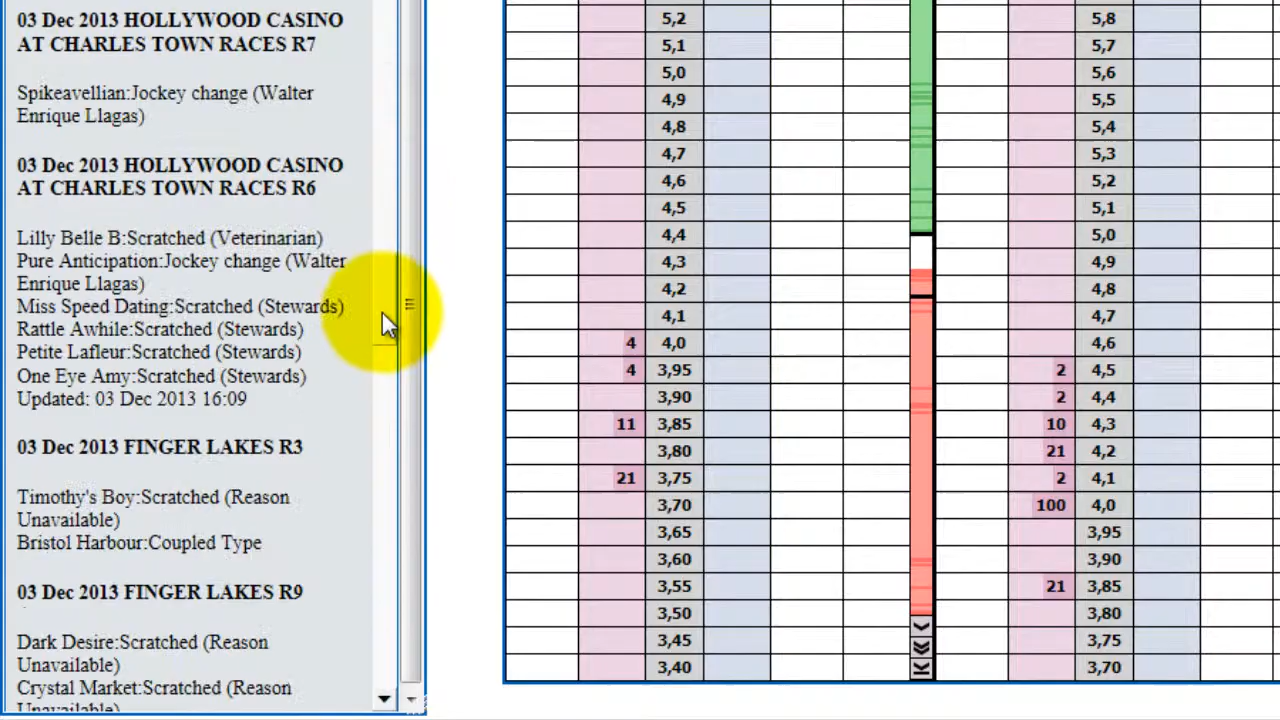 03 Dec 2013 HOLLYWOOD CASINO
AT CHARLES TOWN RACES R7
Spikeavellian:Jockey change (Walter
Enrique Llagas)
03 Dec 2013 HOLLYWOOD CASINO
AT CHARLES TOWN RACES R6
Lilly Belle B:Scratched (Veterinarian)
Pure Anticipation:Jockey change (Walter
Enrique Llagas)
Miss Speed Dating:Scratched (Stewards)
Rattle Awhile:Scratched (Stewards)
Petite Lafleur:Scratched (Stewards)
One Eye Amy:Scratched (Stewards)
Updated: 03 Dec 2013 16:09
03 Dec 2013 FINGER LAKES R3
Timothy's Boy:Scratched (Reason
Unavailable)
Bristol Harbour:Coupled Type
03 Dec 2013 FINGER LAKES R9
Dark Desire:Scratched (Reason
Unavailable)
Crystal Market:Scratched (Reason
Unavailable)
5,2 5,8
5,1 5,7
5,0 5,6
4,9 5,5
4,8 5,4
4,7 5,3
4,6 5,2
4,5 5,1
4,4 5,0
4,3 4,9
4,2 4,8
4,1 4,7
4 4,0 4,6
4 3,95 2 4,5
3,90 2 4,4
11 3,85 10 4,3
3,80 21 4,2
21 3,75 2 4,1
3,70 100 4,0
3,65 3,95
3,60 3,90
3,55 21 3,85
3,50 3,80
3,45 3,75
3,40 3,70